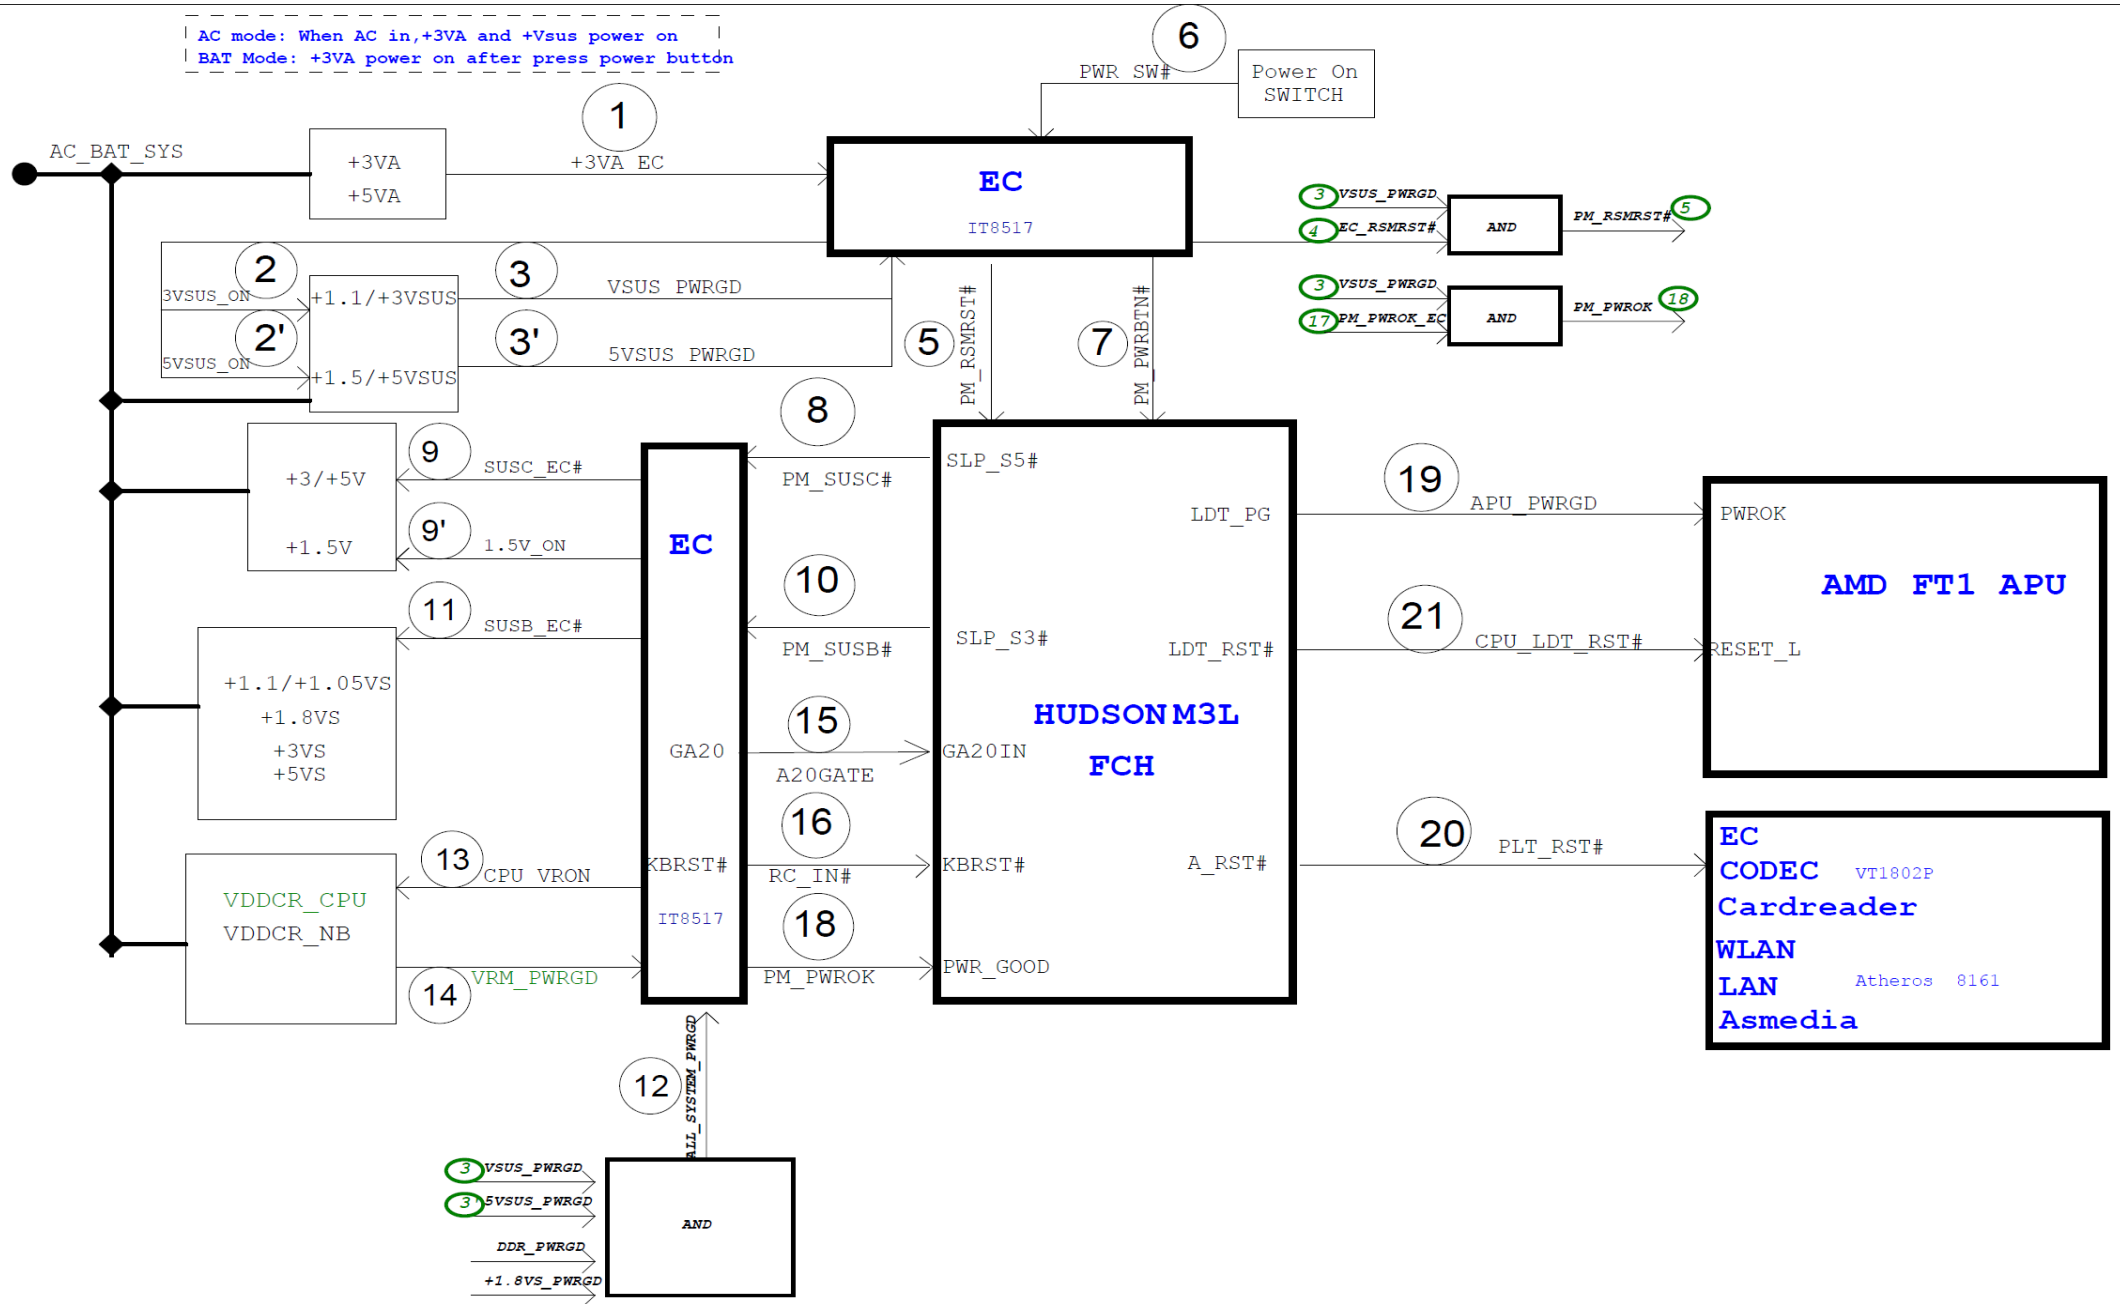 AC mode: When AC in,+3VA and +Vsus power on
BAT Mode: +3VA power on after press power button
6
PWR SW#
Power On
SWITCH
1
AC_BAT_SYS
+3VA
+5VA
+3VA EC
EC
IT8517
3 VSUS_PWRGD
4 EC_RSMRST#
AND
PM_RSMRST# 5
3 VSUS_PWRGD
17 PM_PWROK_EC
AND
PM_PWROK 18
2
3VSUS_ON
2'
5VSUS_ON
+1.1/+3VSUS
+1.5/+5VSUS
3
VSUS PWRGD
3'
5VSUS PWRGD
5
PM_RSMRST#
7
PM_PWRBTN#
8
PM_SUSC#
SLP_S5#
9
SUSC_EC#
+3/+5V
9'
1.5V_ON
+1.5V
EC
10
PM_SUSB#
SLP_S3#
11
SUSB_EC#
+1.1/+1.05VS
+1.8VS
+3VS
+5VS
GA20
15
A20GATE
GA20IN
HUDSON M3L
FCH
16
KBRST#
RC_IN#
KBRST#
13
CPU VRON
IT8517
VDDCR_CPU
VDDCR_NB
18
PM_PWROK
PWR_GOOD
14
VRM_PWRGD
LDT_PG
19
APU_PWRGD
PWROK
AMD FT1 APU
LDT_RST#
21
CPU_LDT_RST#
RESET_L
A_RST#
20
PLT_RST#
EC
CODEC VT1802P
Cardreader
WLAN
LAN Atheros 8161
Asmedia
12
ALL_SYSTEM_PWRGD
3 VSUS_PWRGD
3' 5VSUS_PWRGD
DDR_PWRGD
+1.8VS_PWRGD
AND